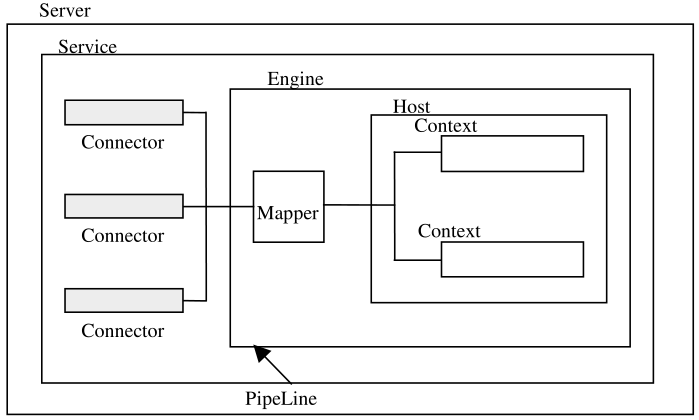 Server
Service
Engine
Host
Context
Connector
Mapper
Connector
Context
Connector
PipeLine